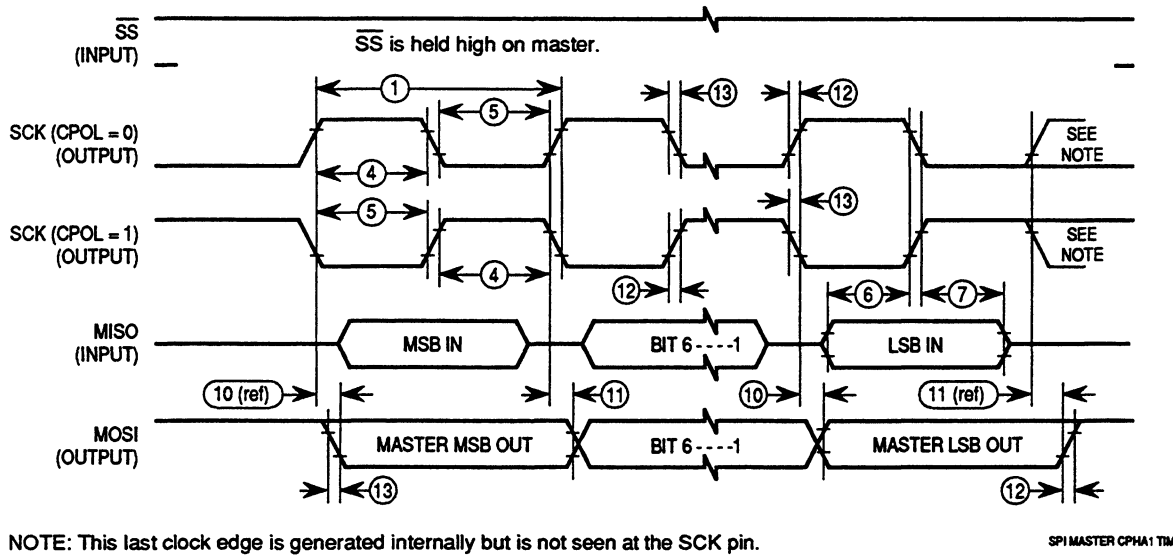 SS
(INPUT)
SS is held high on master.
1
5
13
12
SCK (CPOL = 0)
(OUTPUT)
SEE
NOTE
4
5
13
SCK (CPOL = 1)
(OUTPUT)
SEE
NOTE
4
12
6
7
MISO
(INPUT)
MSB IN
BIT 6 - - - - -1
LSB IN
10 (ref)
11
10
11 (ref)
MOSI
(OUTPUT)
MASTER MSB OUT
BIT 6 - - - - -1
MASTER LSB OUT
13
12
NOTE: This last clock edge is generated internally but is not seen at the SCK pin.
SPI MASTER CPHA1 TIM